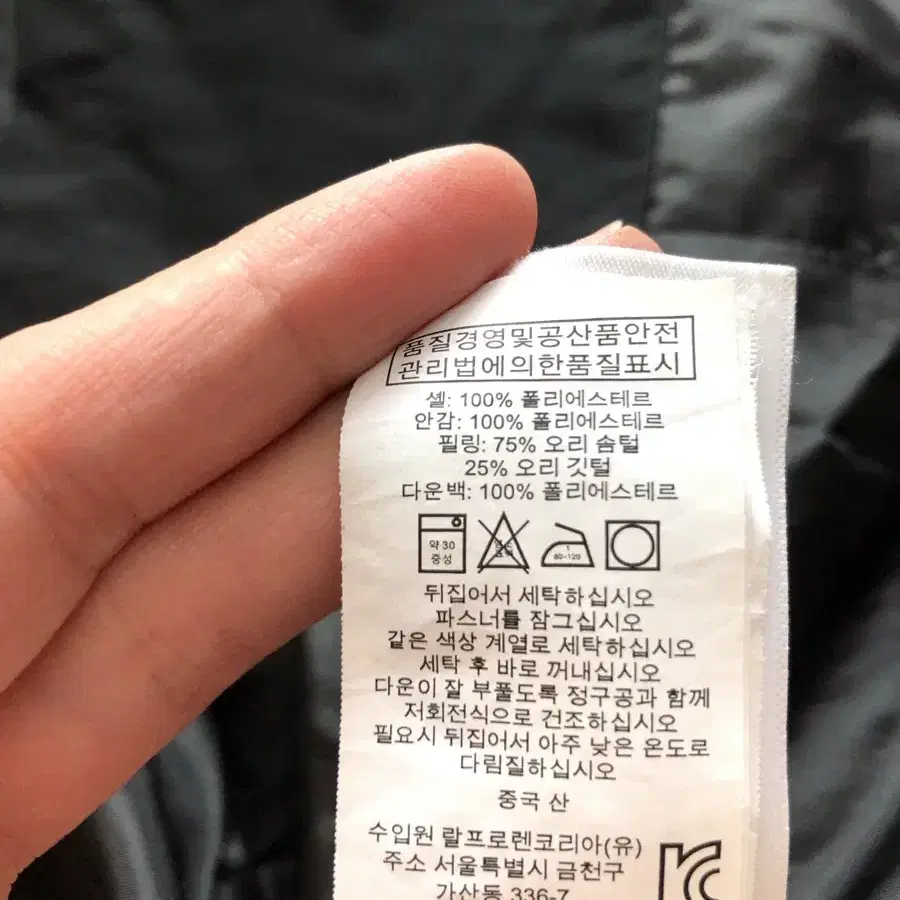 품질경영및공산품안전
관리법에의한품질표시
셸: 100% 폴리에스테르
안감: 100% 폴리에스테르
필링: 75% 오리 솜털
25% 오리 깃털
다운백: 100% 폴리에스테르
약 30
중성
1
60-120
뒤집어서 세탁하십시오
파스너를 잠그십시오
같은 색상 계열로 세탁하십시오
세탁 후 바로 꺼내십시오
다운이 잘 부풀도록 정구공과 함께
저회전식으로 건조하십시오
필요시 뒤집어서 아주 낮은 온도로
다림질하십시오
중국 산
수입원 랄프로렌코리아(유)
주소 서울특별시 금천구
가산동 336-7